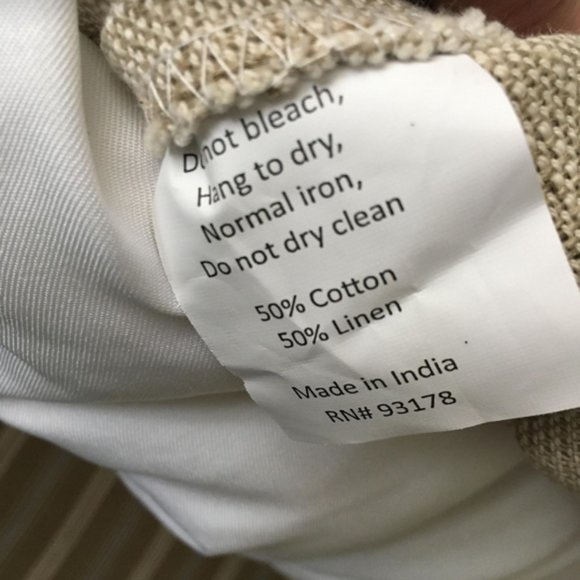 Do not bleach,
Hang to dry,
Normal iron,
Do not dry clean
50% Cotton
50% Linen
Made in India
RN# 93178